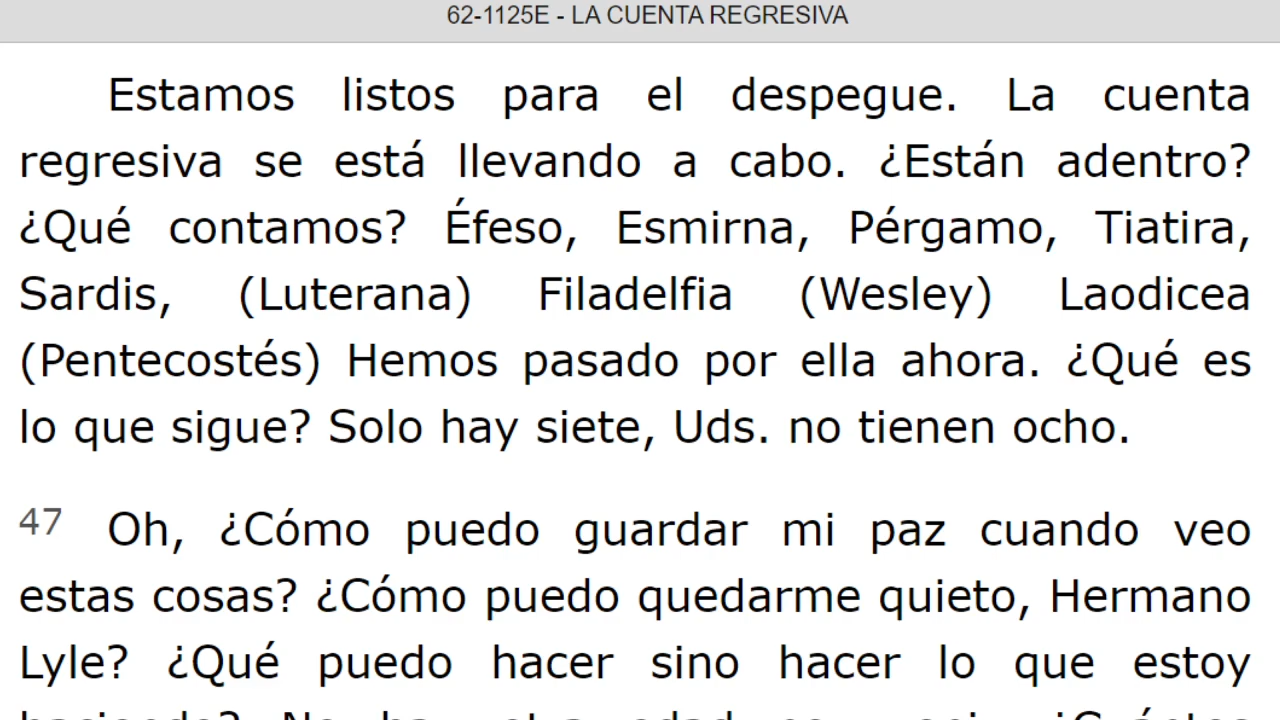 62-1125E - LA CUENTA REGRESIVA
Estamos listos para el despegue. La cuenta
regresiva se está llevando a cabo. ¿Están adentro?
¿Qué contamos? Éfeso, Esmirna, Pérgamo, Tiatira,
Sardis, (Luterana) Filadelfia (Wesley) Laodicea
(Pentecostés) Hemos pasado por ella ahora. ¿Qué es
lo que sigue? Solo hay siete, Uds. no tienen ocho.
47 Oh, ¿Cómo puedo guardar mi paz cuando veo
estas cosas? ¿Cómo puedo quedarme quieto, Hermano
Lyle? ¿Qué puedo hacer sino hacer lo que estoy